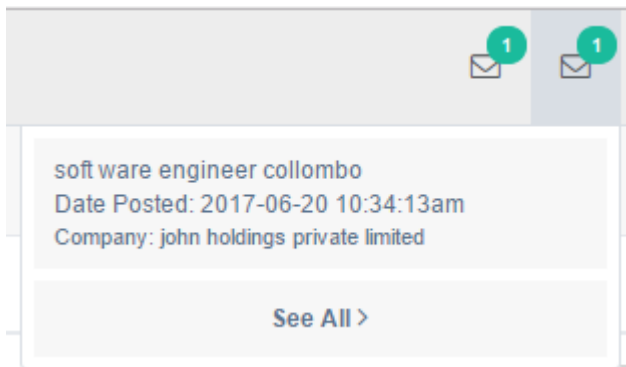 1 1
soft ware engineer collombo
Date Posted: 2017-06-20 10:34:13am
Company: john holdings private limited
See All >